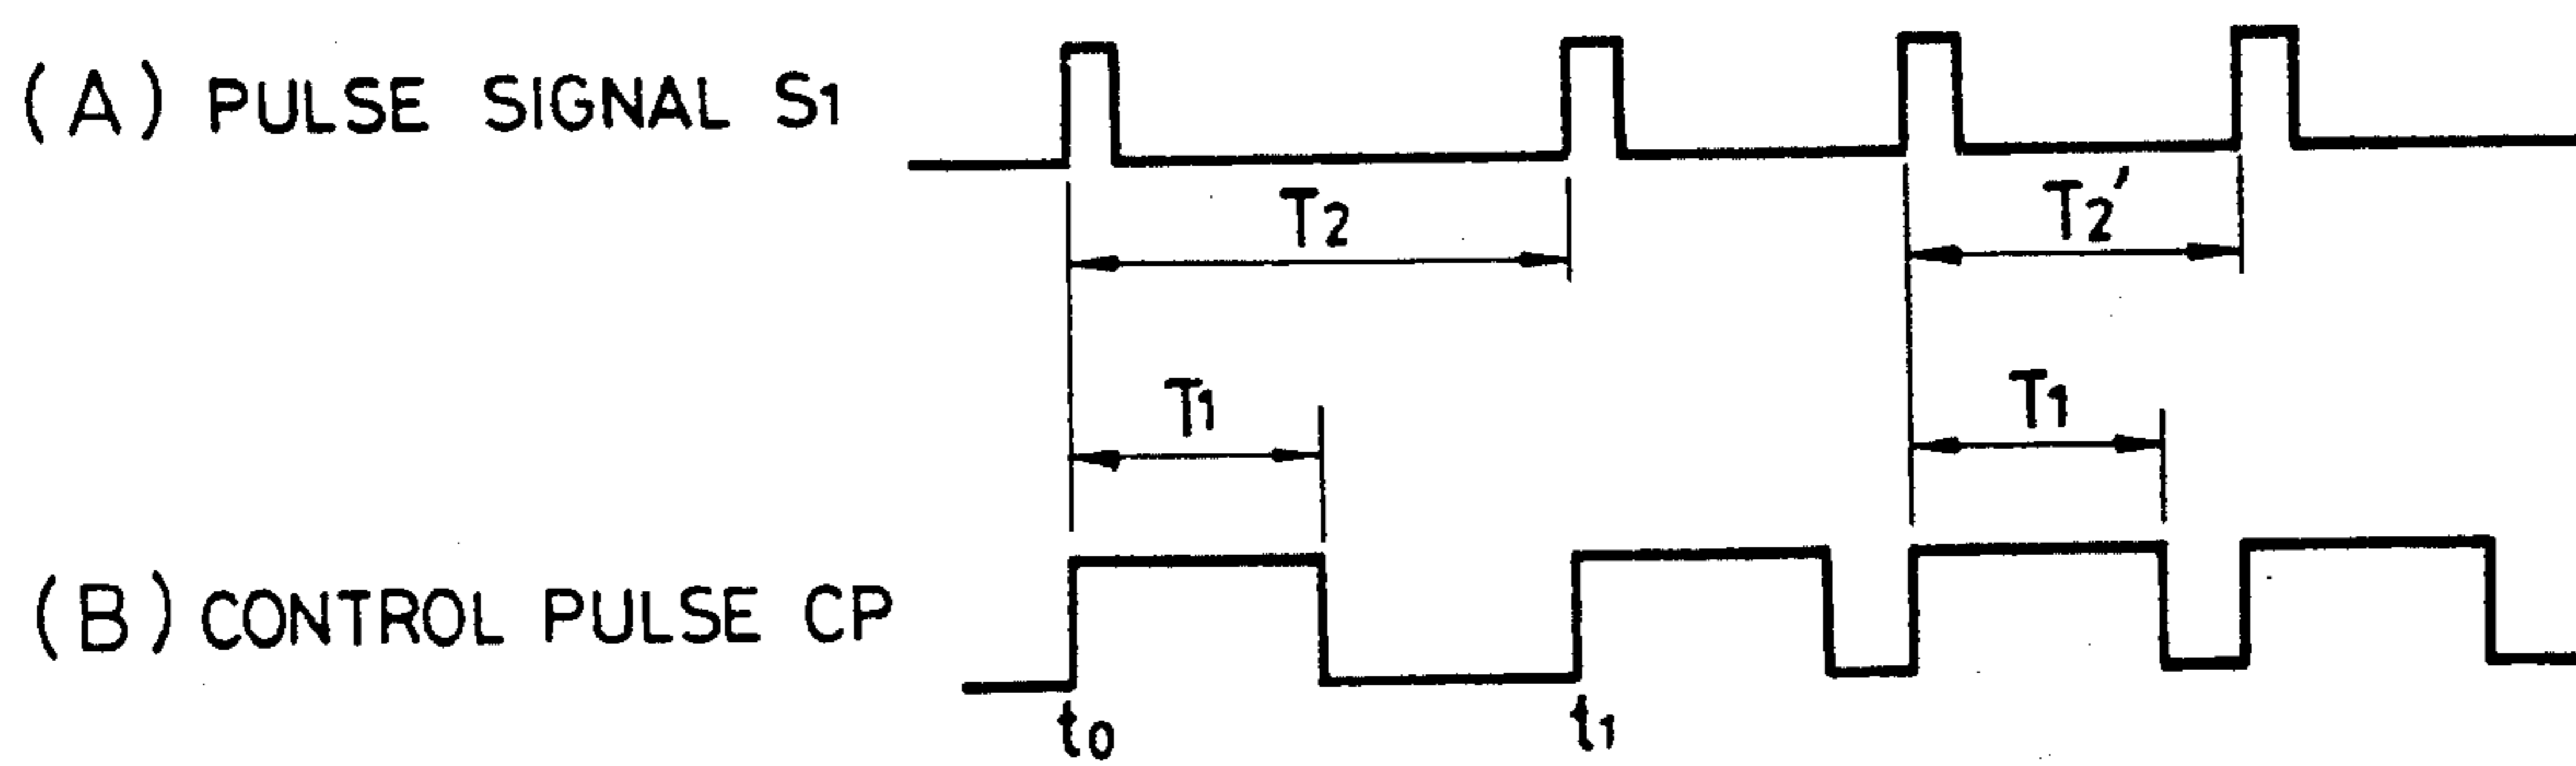 (A) PULSE SIGNAL S1
T2
T2'
T1
T1
(B) CONTROL PULSE CP
t0
t1